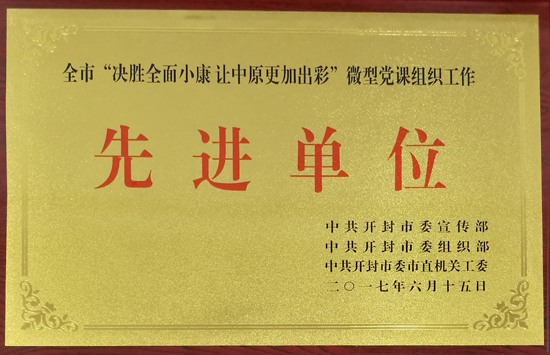 全市“决胜全面小康 让中原更加出彩”微型党课组织工作
先进单位
中共开封市委宣传部
中共开封市委组织部
中共开封市委市直机关工委
二〇一七年六月十五日